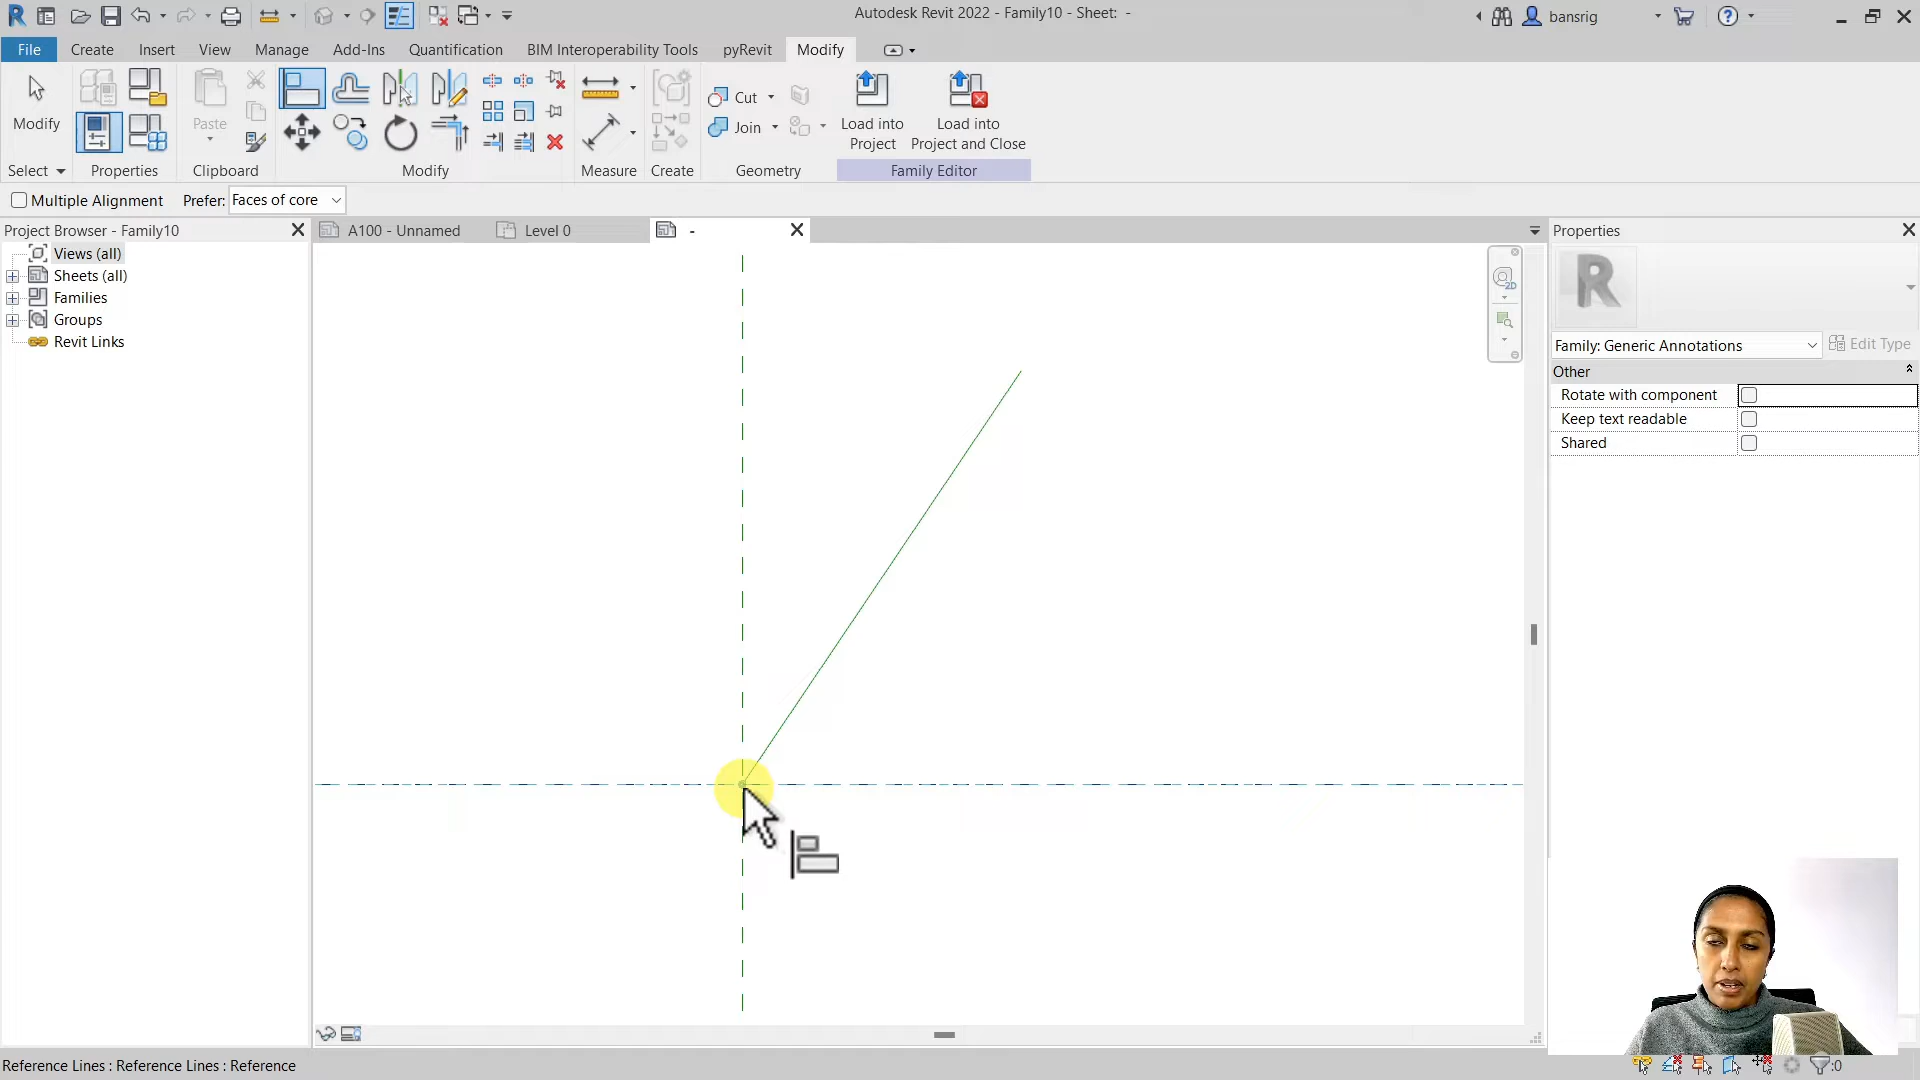 Autodesk Revit 2022 - Family10 - Sheet: -
bansrig
File Create Insert View Manage Add-Ins Quantification BIM Interoperability Tools pyRevit Modify
Modify
Paste
Cut
Join
Load into Project
Load into Project and Close
Select Properties Clipboard Modify Measure Create Geometry Family Editor
Multiple Alignment Prefer: Faces of core
Project Browser - Family10
A100 - Unnamed
Level 0
-
Properties
Views (all)
Sheets (all)
Families
Groups
Revit Links
2D
R
Family: Generic Annotations
Edit Type
Other
Rotate with component
Keep text readable
Shared
Reference Lines : Reference Lines : Reference
:0